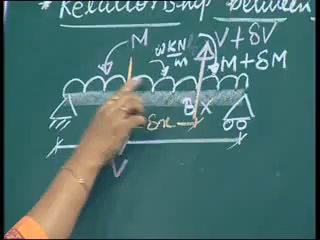 * Relationship between
M
w KN/m
V + δV
M + δM
B X
δx
V